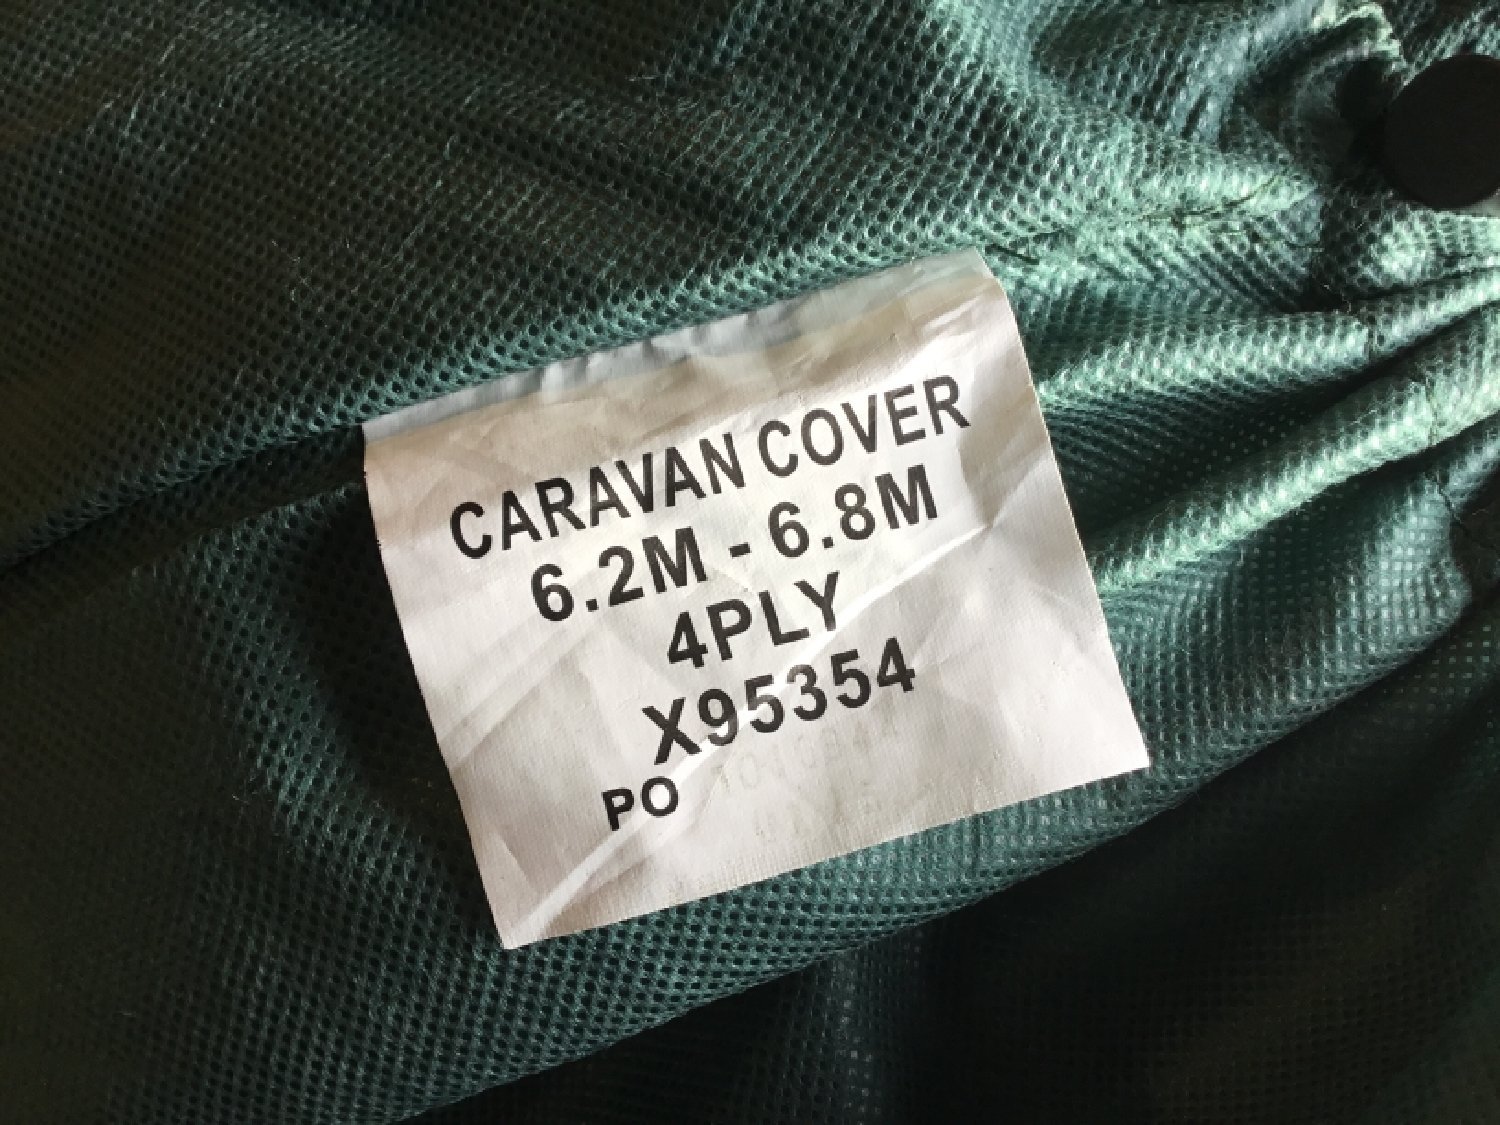 CARAVAN COVER
6.2M - 6.8M
4PLY
X95354
PO